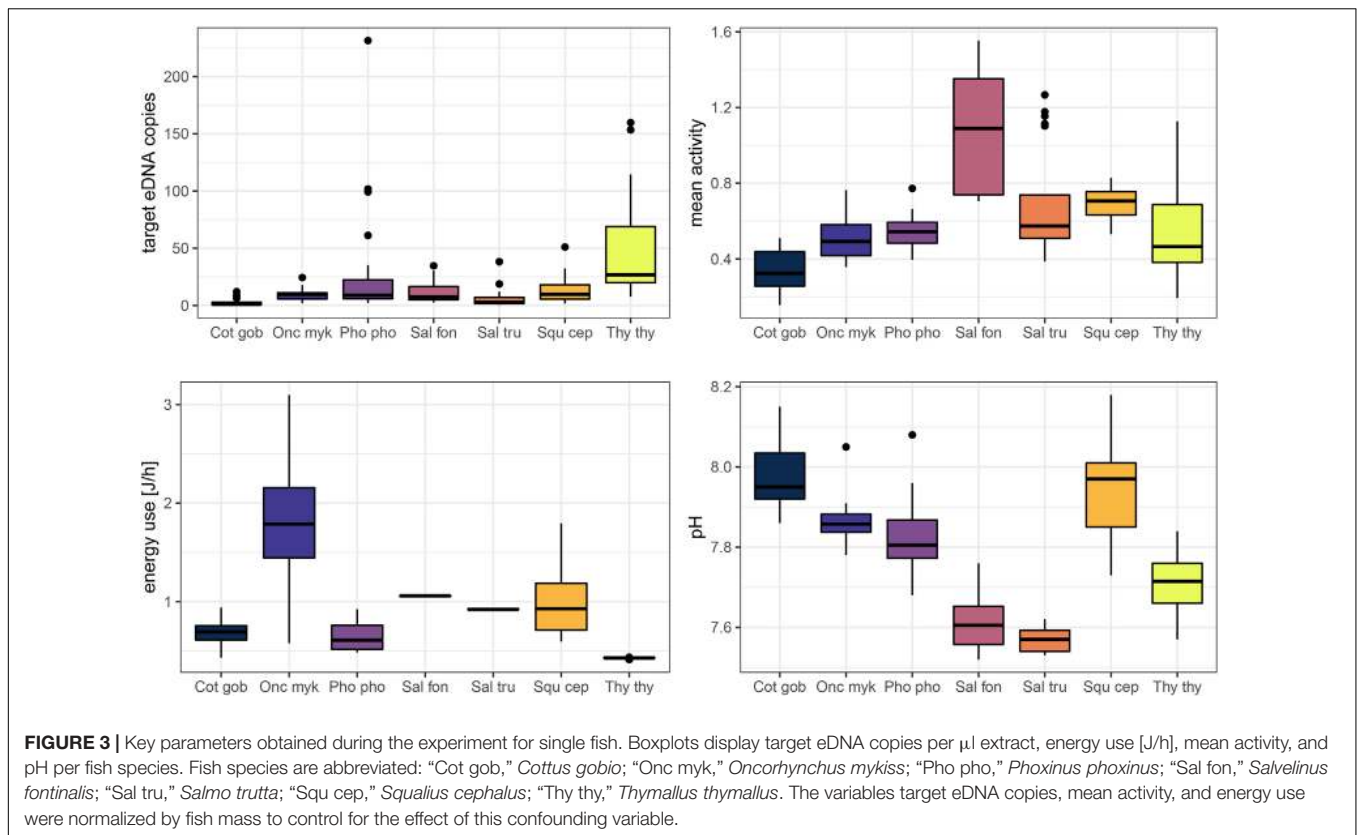 200
150
100
50
0
target eDNA copies
Cot gob Onc myk Pho pho Sal fon Sal tru Squ cep Thy thy
1.6
1.2
0.8
0.4
mean activity
Cot gob Onc myk Pho pho Sal fon Sal tru Squ cep Thy thy
3
2
1
energy use [J/h]
Cot gob Onc myk Pho pho Sal fon Sal tru Squ cep Thy thy
8.2
8.0
7.8
7.6
pH
Cot gob Onc myk Pho pho Sal fon Sal tru Squ cep Thy thy
FIGURE 3 | Key parameters obtained during the experiment for single fish. Boxplots display target eDNA copies per µl extract, energy use [J/h], mean activity, and
pH per fish species. Fish species are abbreviated: “Cot gob,” Cottus gobio; “Onc myk,” Oncorhynchus mykiss; “Pho pho,” Phoxinus phoxinus; “Sal fon,” Salvelinus
fontinalis; “Sal tru,” Salmo trutta; “Squ cep,” Squalius cephalus; “Thy thy,” Thymallus thymallus. The variables target eDNA copies, mean activity, and energy use
were normalized by fish mass to control for the effect of this confounding variable.